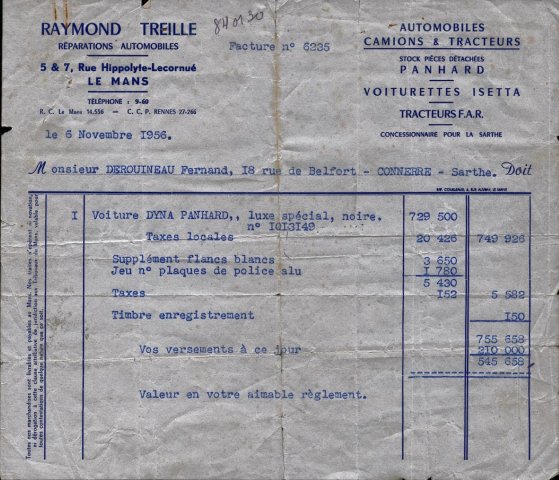 RAYMOND TREILLE
RÉPARATIONS AUTOMOBILES
5 & 7, Rue Hippolyte-Lecornué
LE MANS
TÉLÉPHONE : 9-60
R. C. Le Mans 14.556 — C. C. P. RENNES 27-266
Facture n° 6235
AUTOMOBILES
CAMIONS & TRACTEURS
STOCK PIÈCES DÉTACHÉES
PANHARD
VOITURETTES ISETTA
TRACTEURS F.A.R.
CONCESSIONNAIRE POUR LA SARTHE
le 6 Novembre 1956.
Monsieur DEROUINEAU Fernand, 18 rue de Belfort - CONNERRE - Sarthe. Doit
I Voiture DYNA PANHARD,, luxe spécial, noire. 729 500
n° IOI3I49
Taxes locales 20 426 749 926
Supplément flancs blancs 3 650
Jeu n° plaques de police alu I 780
5 430
Taxes I52 5 582
Timbre enregistrement I50
755 658
Vos versements à ce jour 210 000
545 658
Valeur en votre aimable règlement.